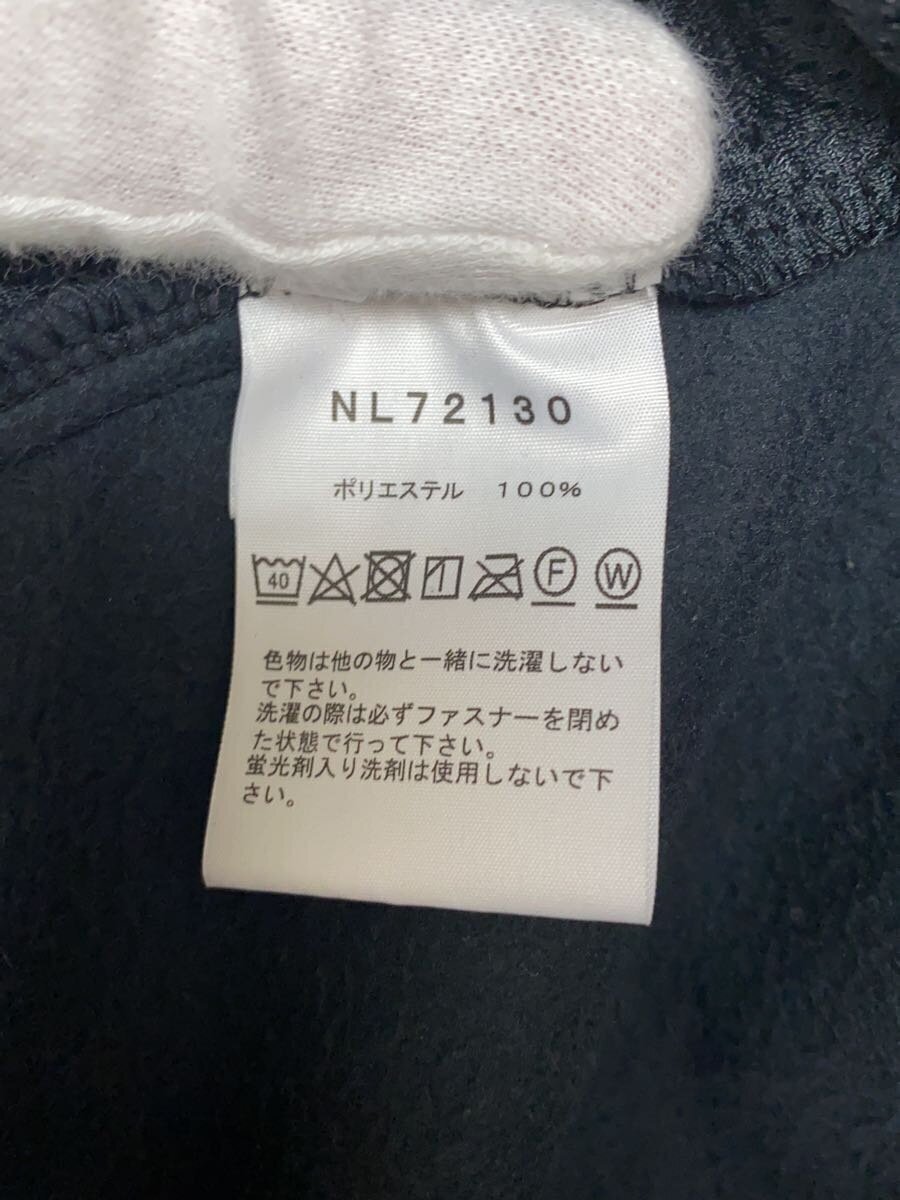 NL72130
ポリエステル 100%
40 F W
色物は他の物と一緒に洗濯しない
で下さい。
洗濯の際は必ずファスナーを閉め
た状態で行って下さい。
蛍光剤入り洗剤は使用しないで下
さい。